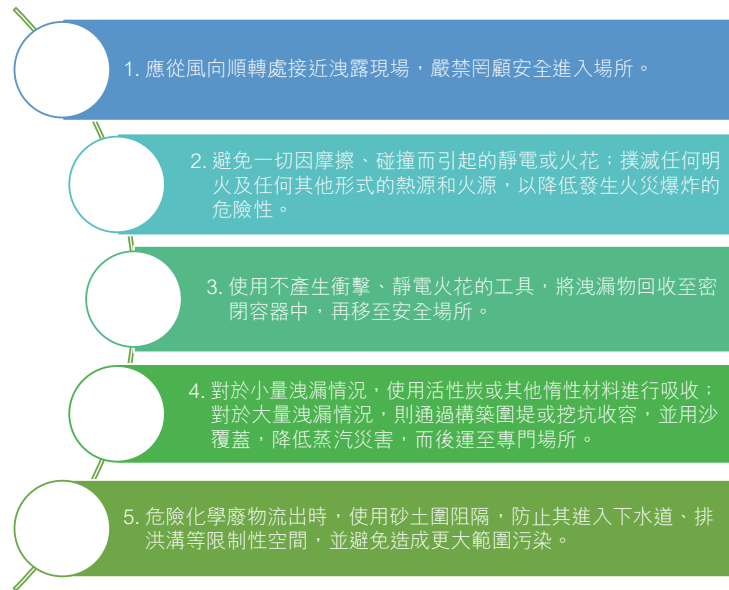 1. 應從風向順轉處接近洩露現場，嚴禁罔顧安全進入場所。
2. 避免一切因摩擦、碰撞而引起的靜電或火花；撲滅任何明
火及任何其他形式的熱源和火源，以降低發生火災爆炸的
危險性。
3. 使用不產生衝擊、靜電火花的工具，將洩漏物回收至密
閉容器中，再移至安全場所。
4. 對於小量洩漏情況，使用活性炭或其他惰性材料進行吸收；
對於大量洩漏情況，則通過構築圍堤或挖坑收容，並用沙
覆蓋，降低蒸汽災害，而後運至專門場所。
5. 危險化學廢物流出時，使用砂土圍阻隔，防止其進入下水道、排
洪溝等限制性空間，並避免造成更大範圍污染。